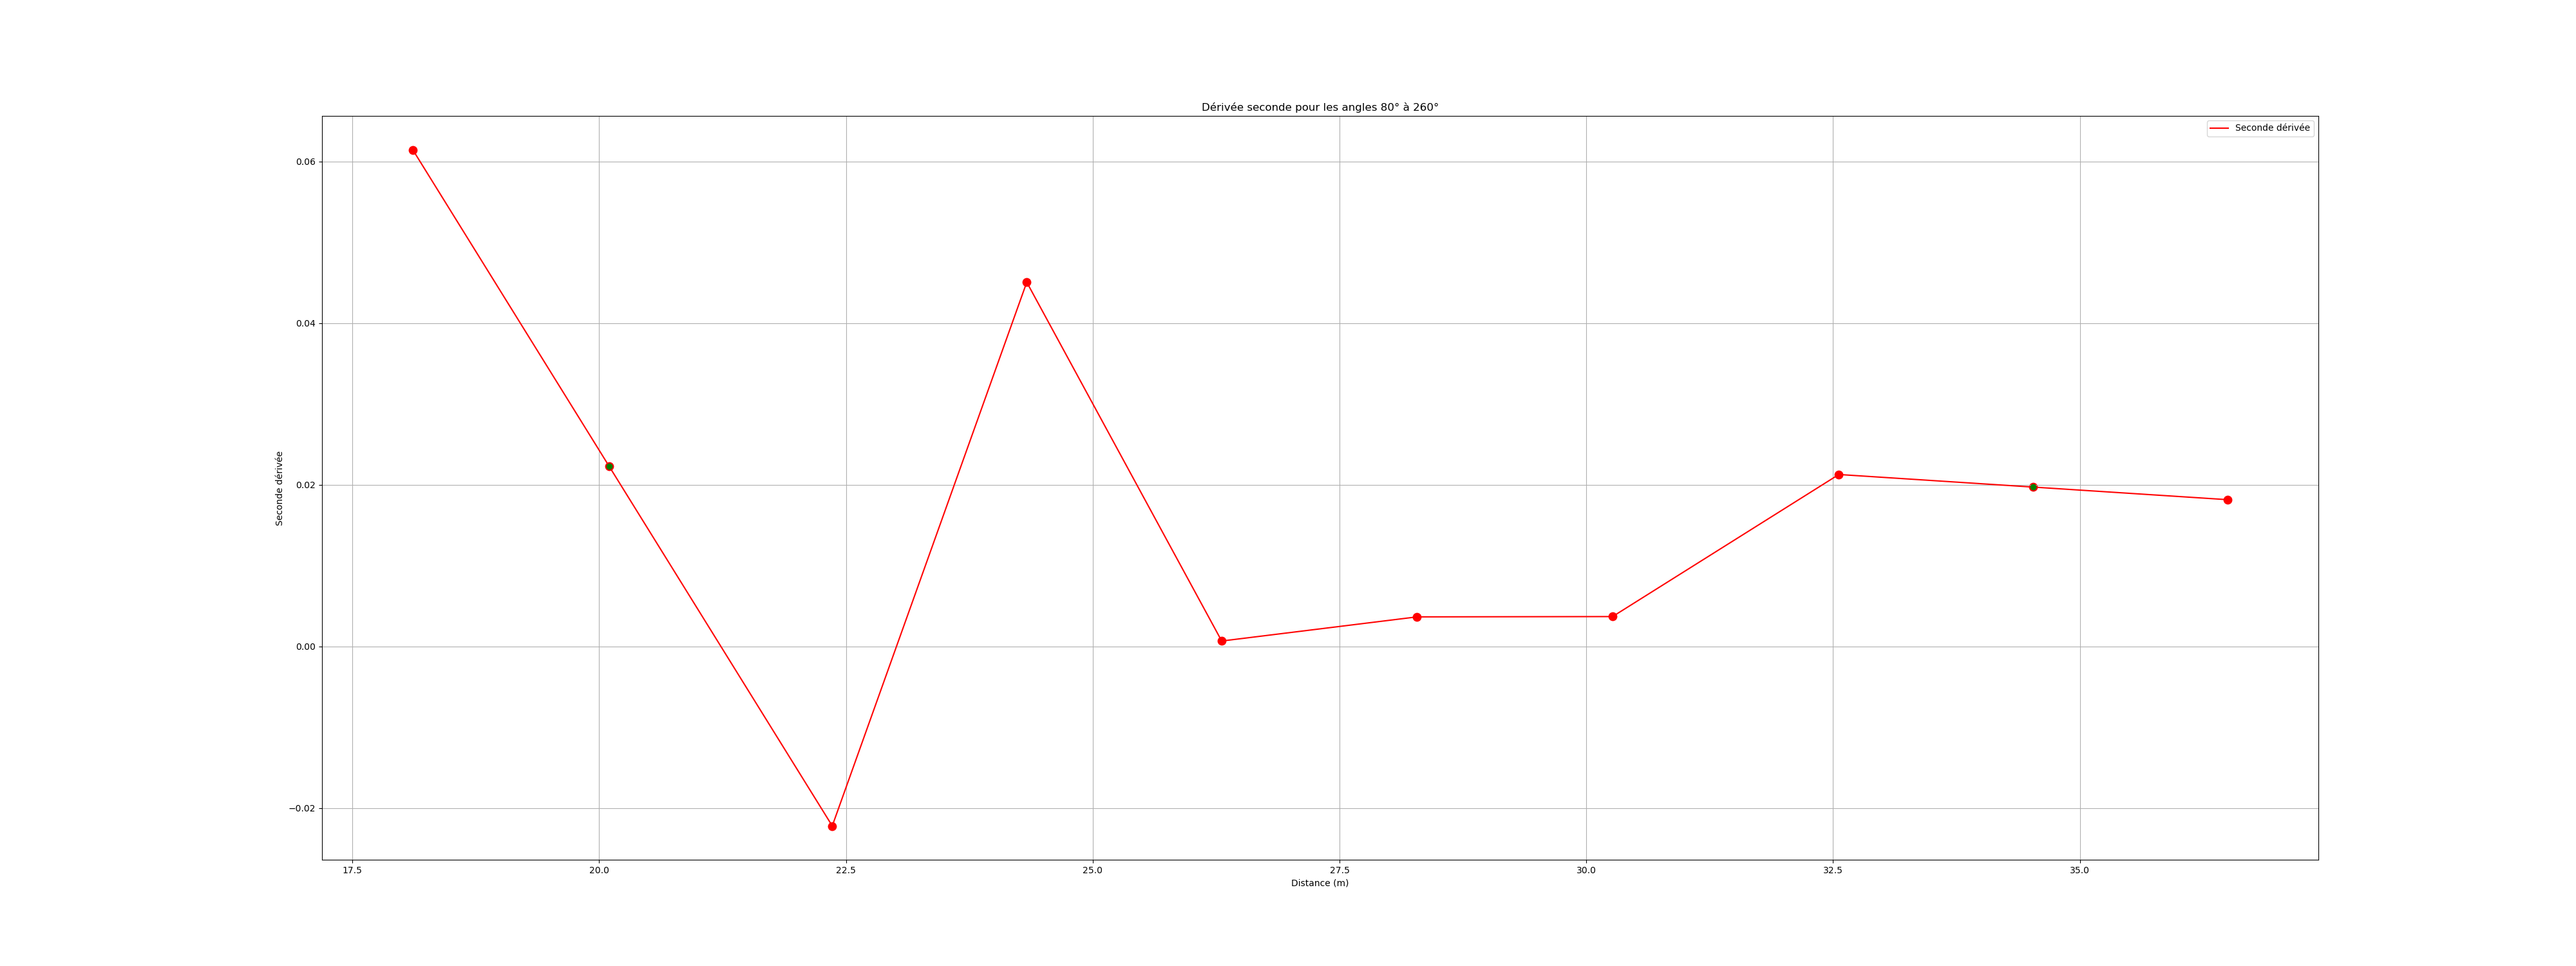 Dérivée seconde pour les angles 80° à 260°
Seconde dérivée
0.06
0.04
0.02
0.00
−0.02
Seconde dérivée
17.5 20.0 22.5 25.0 27.5 30.0 32.5 35.0
Distance (m)